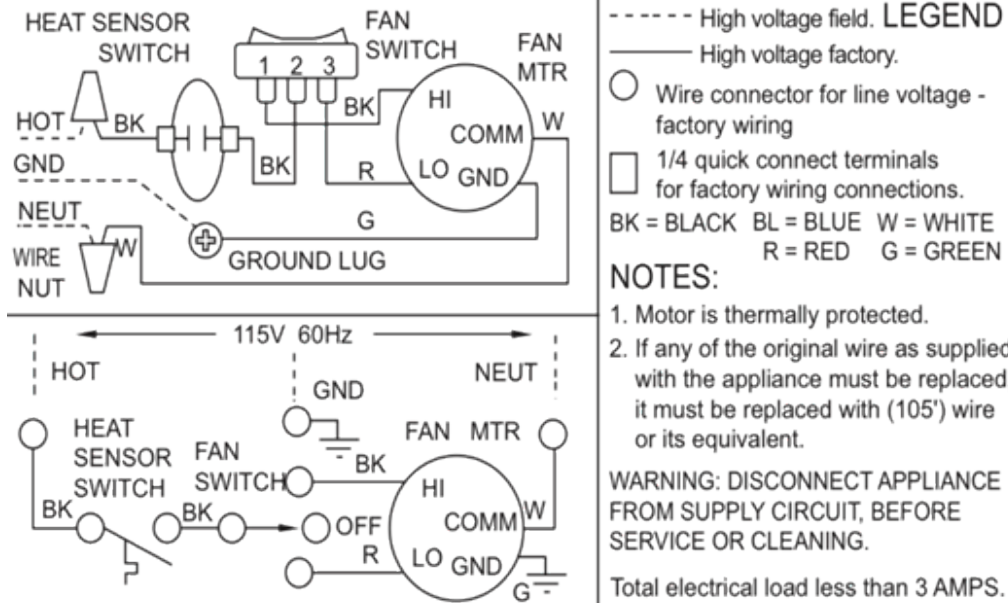 HEAT SENSOR
SWITCH
FAN
SWITCH
1 2 3
FAN
MTR
HI
COMM
LO GND
HOT
BK
BK
BK
W
GND
R
NEUT
G
W
WIRE
NUT
GROUND LUG
115V 60Hz
HOT
GND
NEUT
HEAT
SENSOR
SWITCH
FAN
SWITCH
FAN MTR
BK
HI
BK
BK
OFF
COMM
W
R
LO GND
G
High voltage field. LEGEND
High voltage factory.
Wire connector for line voltage -
factory wiring
1/4 quick connect terminals
for factory wiring connections.
BK = BLACK BL = BLUE W = WHITE
R = RED G = GREEN
NOTES:
1. Motor is thermally protected.
2. If any of the original wire as supplied
with the appliance must be replaced
it must be replaced with (105') wire
or its equivalent.
WARNING: DISCONNECT APPLIANCE
FROM SUPPLY CIRCUIT, BEFORE
SERVICE OR CLEANING.
Total electrical load less than 3 AMPS.